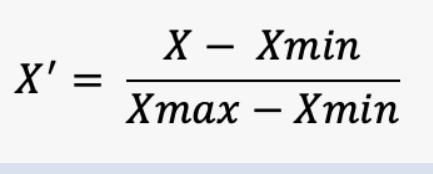 X' = X − Xmin
Xmax − Xmin